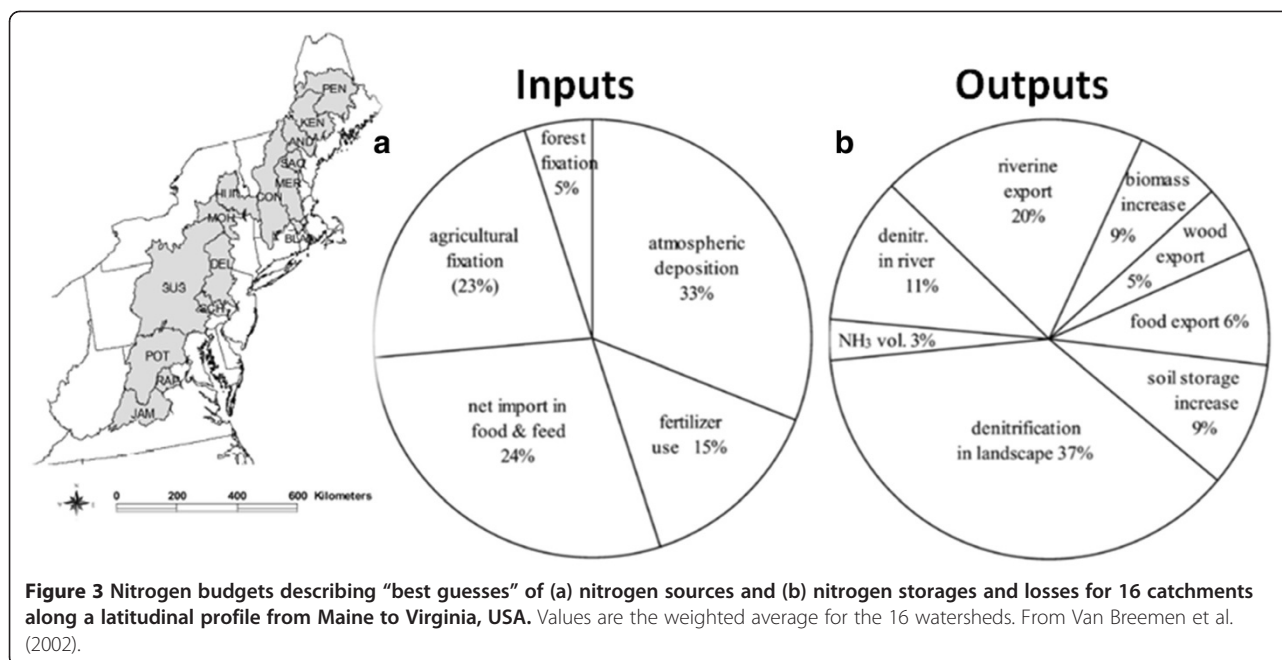 Inputs
Outputs
a
b
PEN
KEN
AND
SAC
MER
CON
HUD
MOH
BLA
DEL
SUS
SCH
POT
RAP
JAM
0 200 400 600 Kilometers
forest
fixation
5%
agricultural
fixation
(23%)
atmospheric
deposition
33%
net import in
food & feed
24%
fertilizer
use 15%
riverine
export
20%
biomass
increase
9%
wood
export
5%
denitr.
in river
11%
food export 6%
NH₃ vol. 3%
soil storage
increase
9%
denitrification
in landscape 37%
Figure 3 Nitrogen budgets describing “best guesses” of (a) nitrogen sources and (b) nitrogen storages and losses for 16 catchments
along a latitudinal profile from Maine to Virginia, USA. Values are the weighted average for the 16 watersheds. From Van Breemen et al.
(2002).